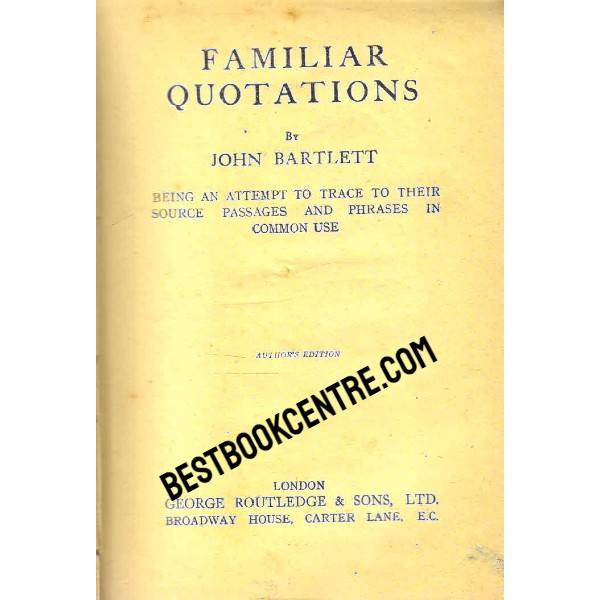 FAMILIAR
QUOTATIONS
BY
JOHN BARTLETT
BEING AN ATTEMPT TO TRACE TO THEIR
SOURCE PASSAGES AND PHRASES IN
COMMON USE
AUTHOR'S EDITION
BESTBOOKCENTRE.COM
LONDON
GEORGE ROUTLEDGE & SONS, LTD.
BROADWAY HOUSE, CARTER LANE, E.C.